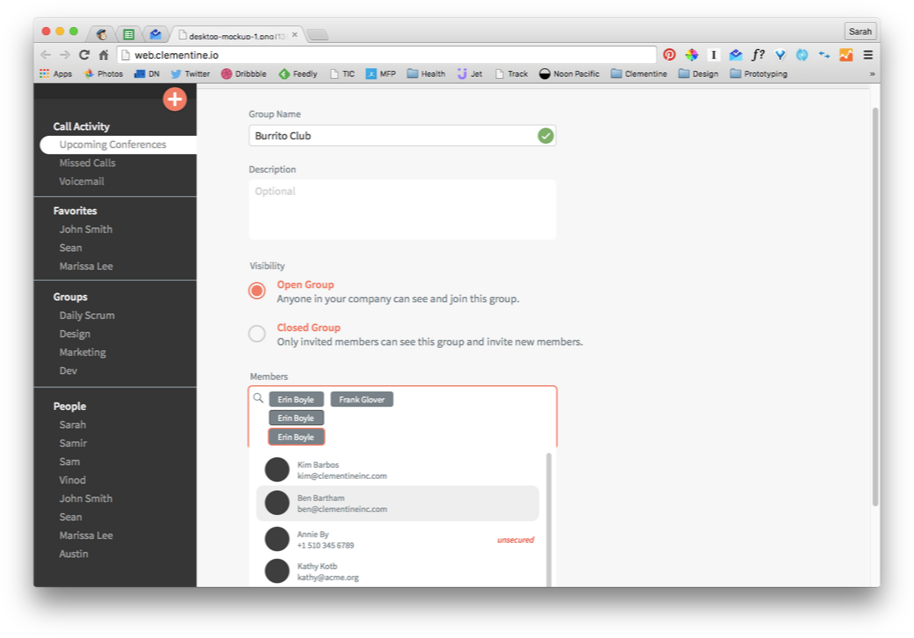 desktop-mockup-1.png (13
Sarah
web.clementine.io
Apps Photos DN Twitter Dribbble Feedly TIC MFP Health Jet Track Noon Pacific Clementine Design Prototyping »
Call Activity
Upcoming Conferences
Missed Calls
Voicemail
Favorites
John Smith
Sean
Marissa Lee
Groups
Daily Scrum
Design
Marketing
Dev
People
Sarah
Samir
Sam
Vinod
John Smith
Sean
Marissa Lee
Austin
Group Name
Burrito Club
Description
Optional
Visibility
Open Group
Anyone in your company can see and join this group.
Closed Group
Only invited members can see this group and invite new members.
Members
Erin Boyle Frank Glover
Erin Boyle
Erin Boyle
Kim Barbos
kim@clementineinc.com
Ben Bartham
ben@clementineinc.com
Annie By
+1 510 345 6789 unsecured
Kathy Kotb
kathy@acme.org